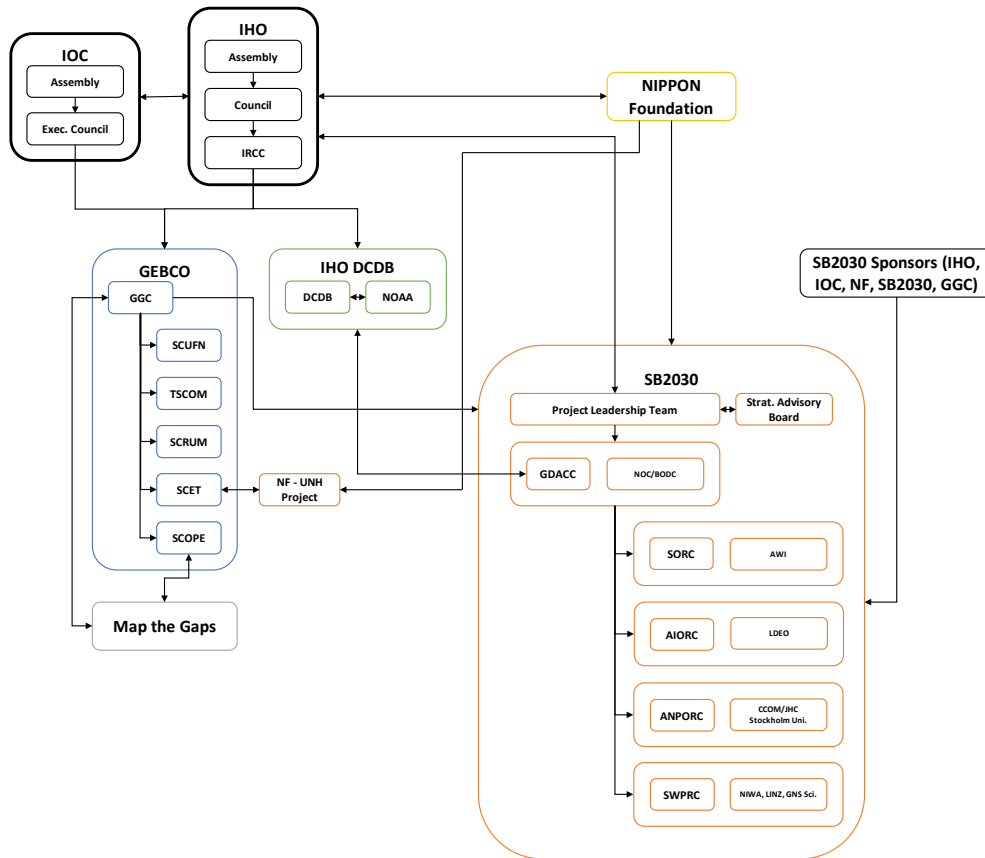 IOC
Assembly
Exec. Council
IHO
Assembly
Council
IRCC
NIPPON
Foundation
GEBCO
GGC
SCUFN
TSCOM
SCRUM
SCET
SCOPE
IHO DCDB
DCDB
NOAA
NF - UNH
Project
Map the Gaps
SB2030 Sponsors (IHO,
IOC, NF, SB2030, GGC)
SB2030
Project Leadership Team
Strat. Advisory
Board
GDACC
NOC/BODC
SORC
AWI
AIORC
LDEO
ANPORC
CCOM/JHC
Stockholm Uni.
SWPRC
NIWA, LINZ, GNS Sci.